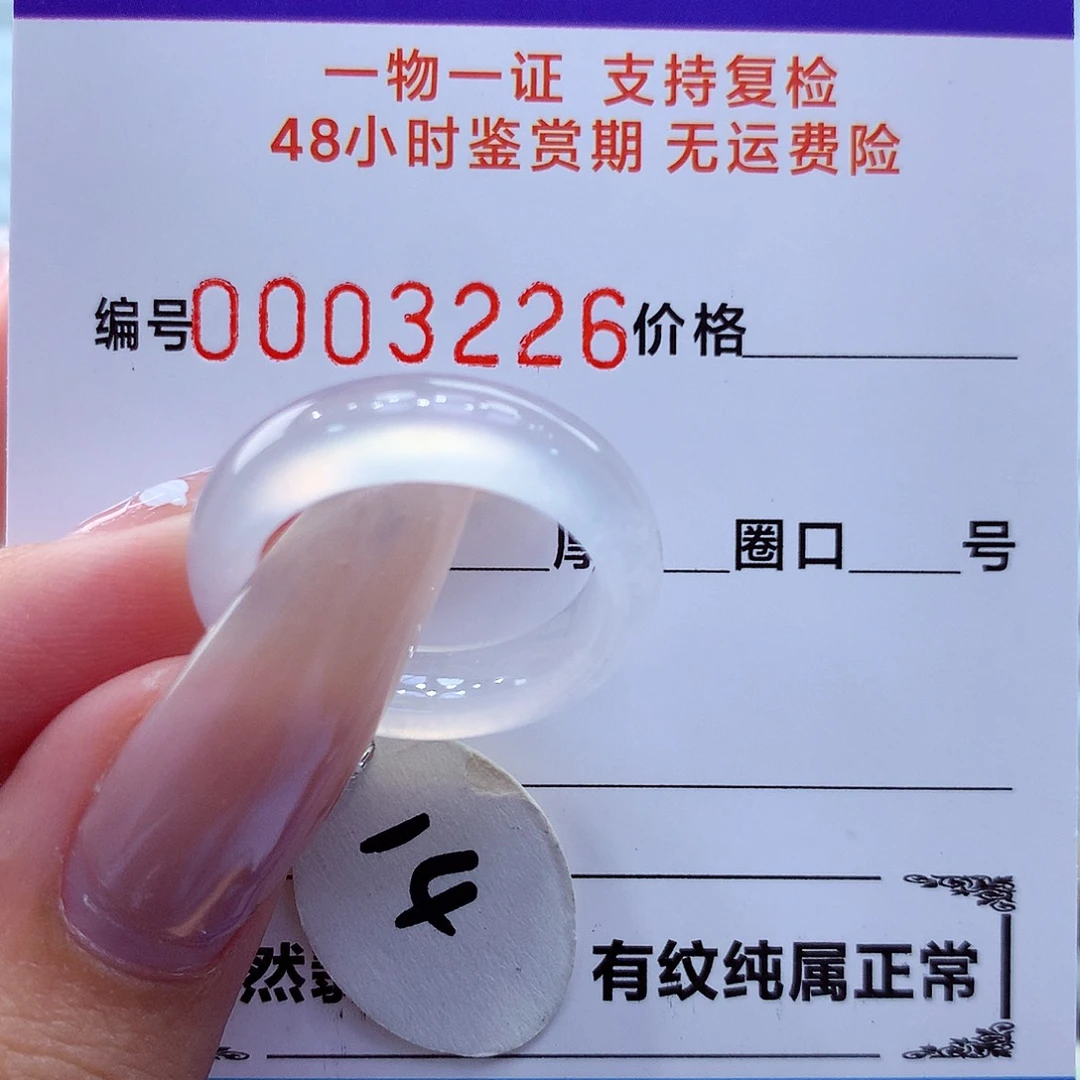 一物一证 支持复检
48小时鉴赏期 无运费险
编号0003226价格
厚 圈口 号
14
然翡 有纹纯属正常